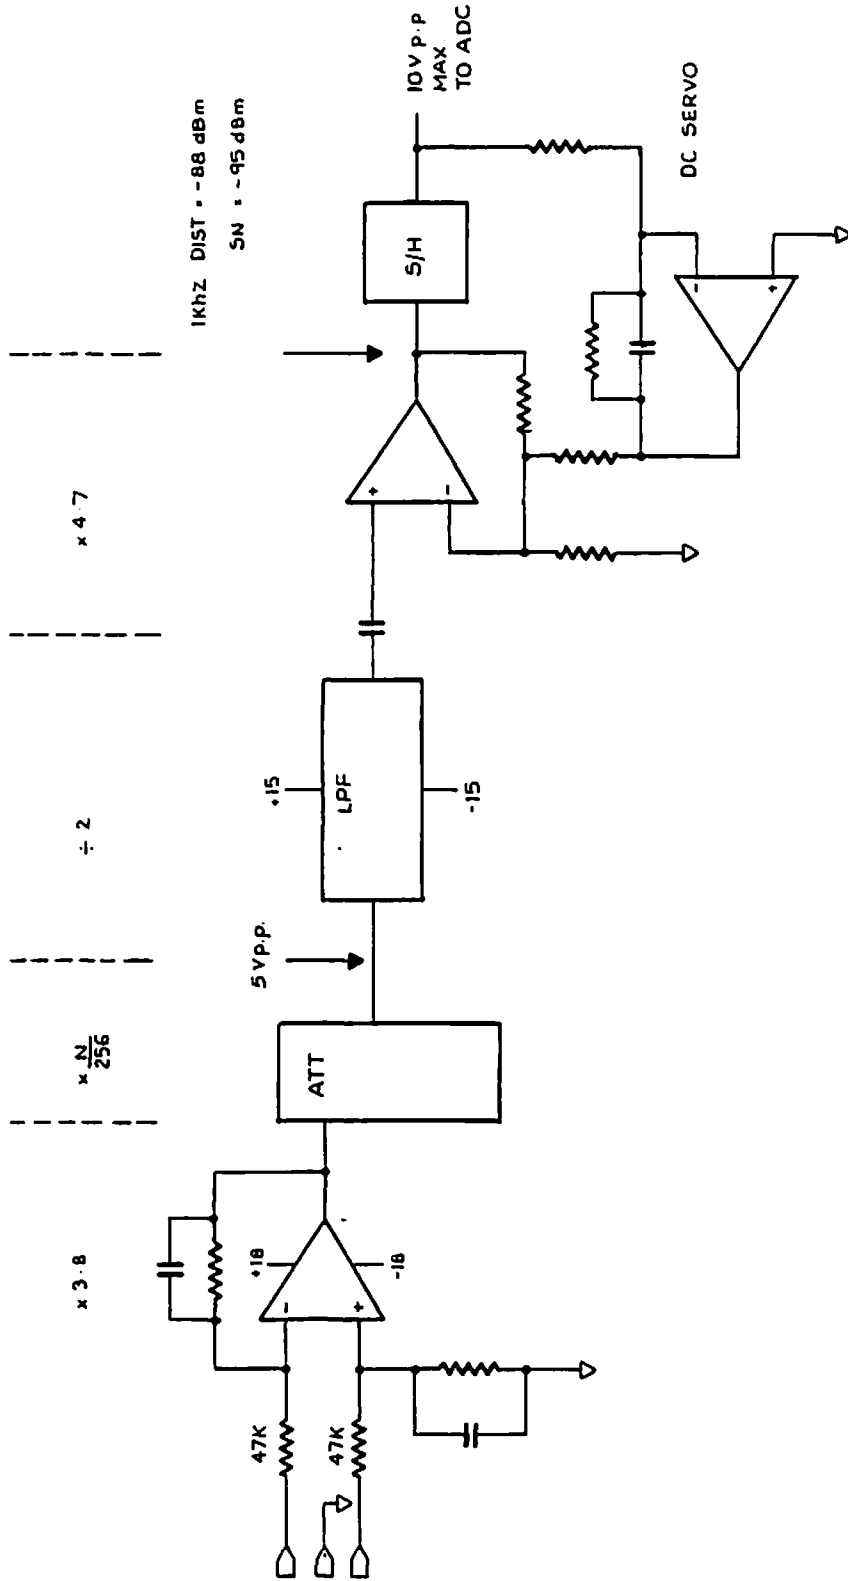 x 3·8
x N/256
÷ 2
x 4·7
1Khz DIST = -88 dBm
SN = -95 dBm
47K
47K
-
+
+18
-18
ATT
5V p.p.
+15
LPF
-15
+
-
S/H
10V p.p
MAX
TO ADC
-
+
DC SERVO